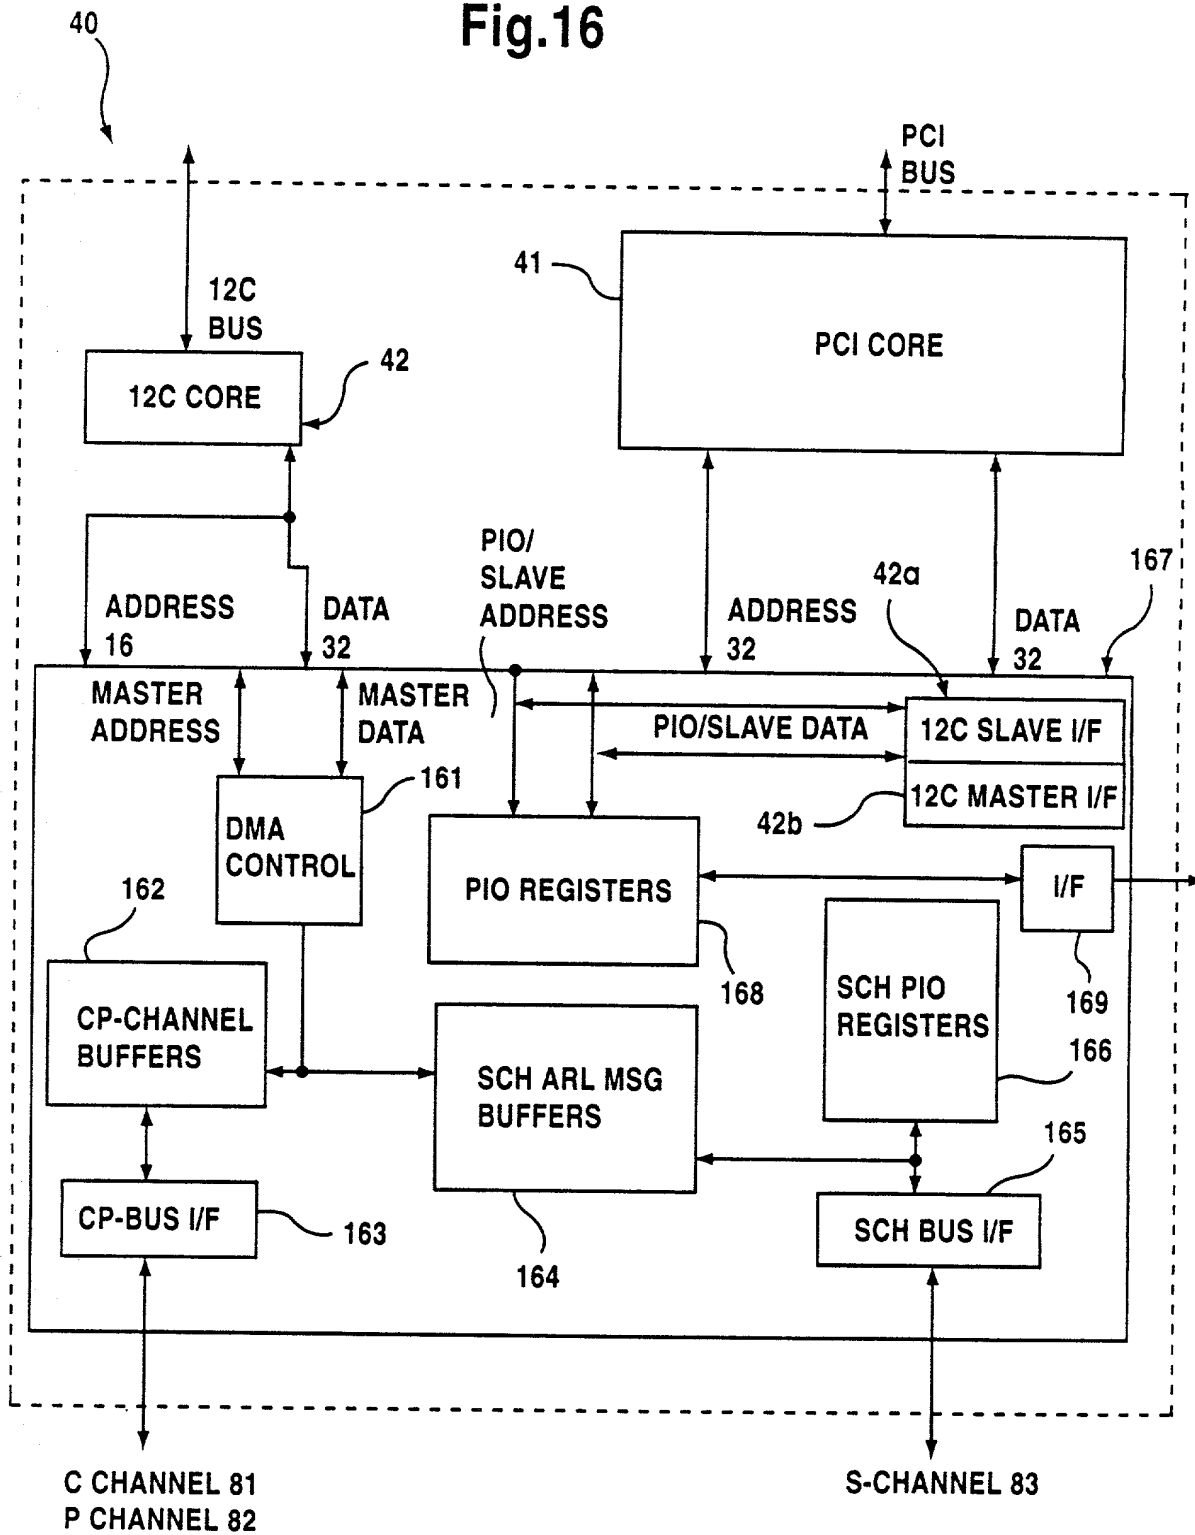 Fig.16
40
PCI
BUS
12C
BUS
41
PCI CORE
42
12C CORE
PIO/
SLAVE
ADDRESS
ADDRESS
16
DATA
32
ADDRESS
32
42a
DATA
32
167
MASTER
ADDRESS
MASTER
DATA
PIO/SLAVE DATA
12C SLAVE I/F
12C MASTER I/F
42b
161
DMA
CONTROL
PIO REGISTERS
168
I/F
169
162
CP-CHANNEL
BUFFERS
SCH PIO
REGISTERS
166
SCH ARL MSG
BUFFERS
164
165
CP-BUS I/F
163
SCH BUS I/F
C CHANNEL 81
P CHANNEL 82
S-CHANNEL 83